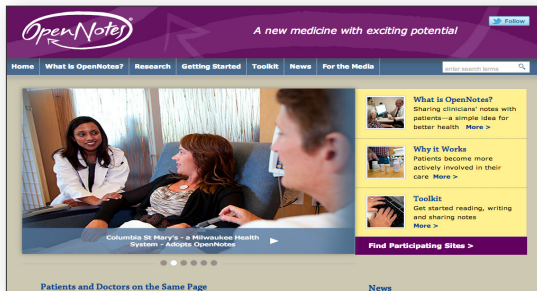 OpenNotes®
A new medicine with exciting potential
Follow
Home What is OpenNotes? Research Getting Started Toolkit News For the Media
enter search terms
What is OpenNotes?
Sharing clinicians' notes with
patients—a simple idea for
better health More >
Why it Works
Patients become more
actively involved in their
care More >
Toolkit
Get started reading, writing
and sharing notes
More >
Columbia St Mary's - a Milwaukee Health
System - Adopts OpenNotes
Find Participating Sites >
Patients and Doctors on the Same Page
News